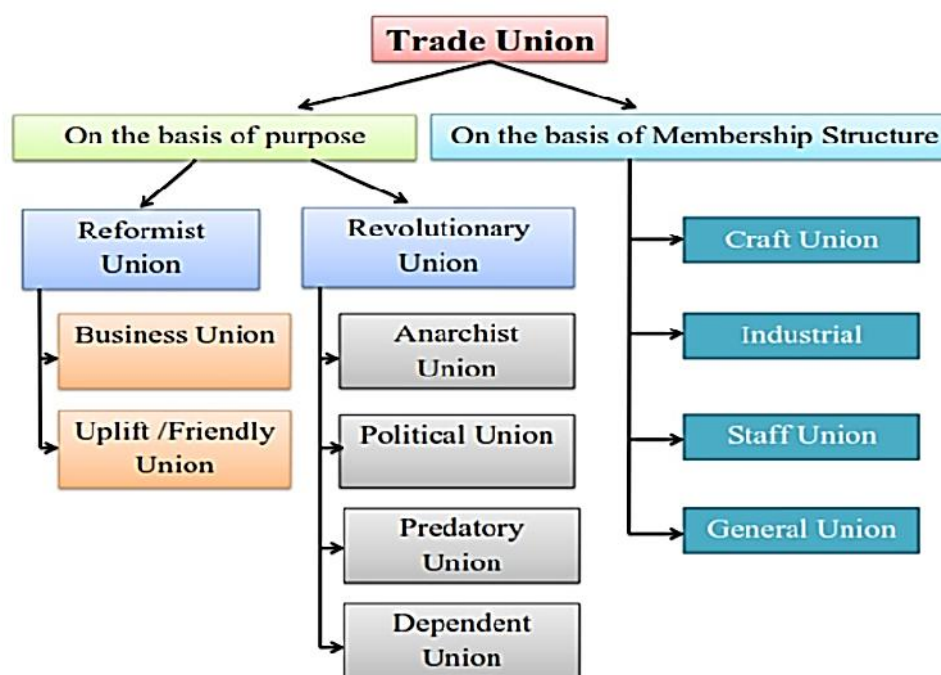 Trade Union
On the basis of purpose
On the basis of Membership Structure
Reformist
Union
Business Union
Uplift /Friendly
Union
Revolutionary
Union
Anarchist
Union
Political Union
Predatory
Union
Dependent
Union
Craft Union
Industrial
Staff Union
General Union